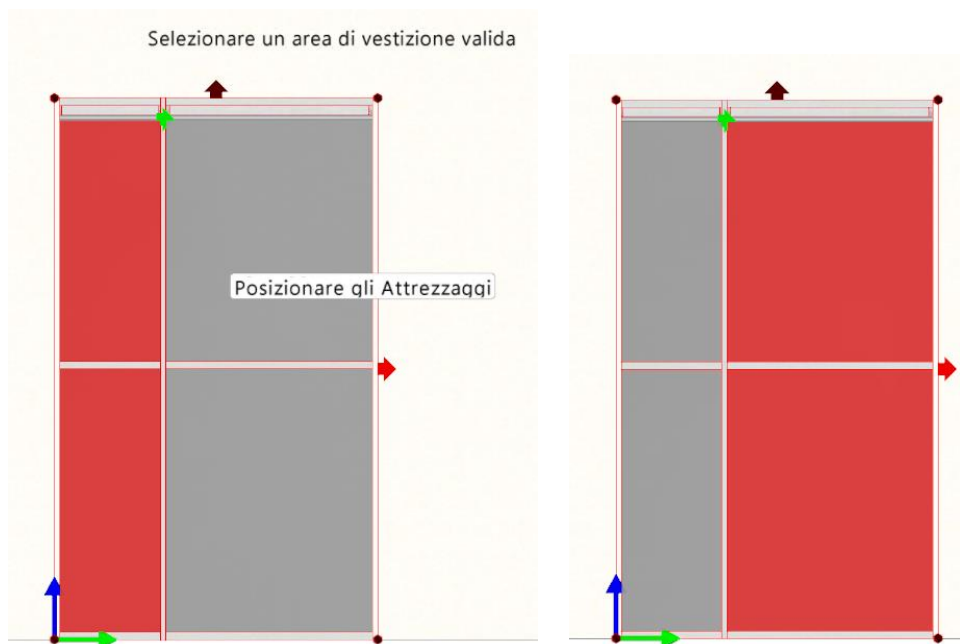 Selezionare un area di vestizione valida
Posizionare gli Attrezzaggi